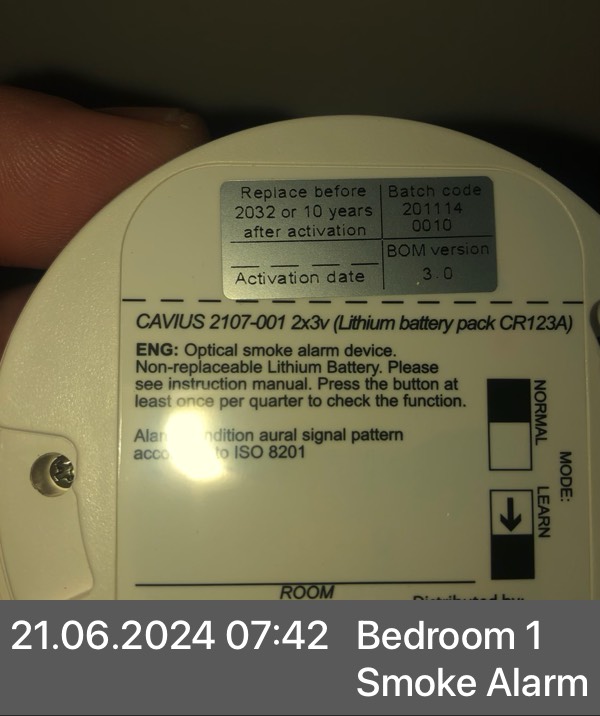 Replace before
2032 or 10 years
after activation
Activation date
Batch code
201114
0010
BOM version
3.0
CAVIUS 2107-001 2x3v (Lithium battery pack CR123A)
ENG: Optical smoke alarm device.
Non-replaceable Lithium Battery. Please
see instruction manual. Press the button at
least once per quarter to check the function.
aural signal pattern
to ISO 8201
NORMAL
LEARN
MODE:
ROOM
21.06.2024 07:42
Bedroom 1
Smoke Alarm